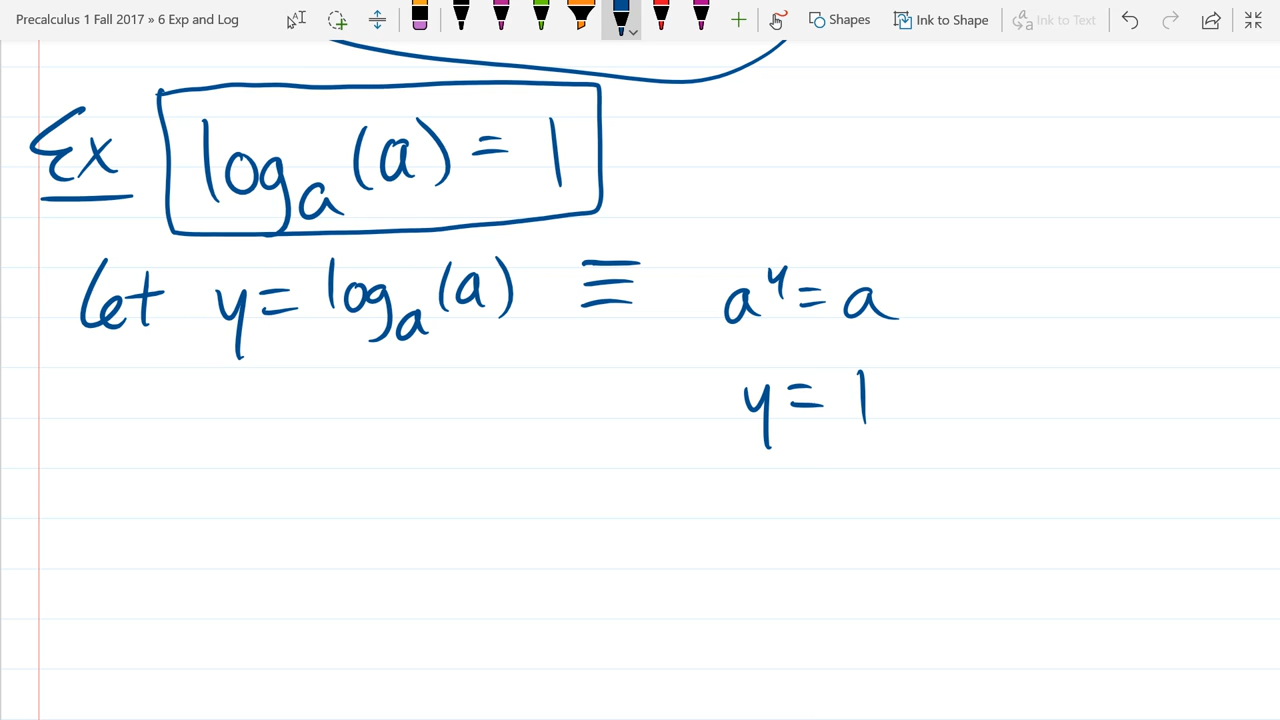 Precalculus 1 Fall 2017 » 6 Exp and Log
Shapes
Ink to Shape
Ink to Text
Ex log_a(a) = 1
Let y = log_a(a) ≡ a^y = a
y = 1